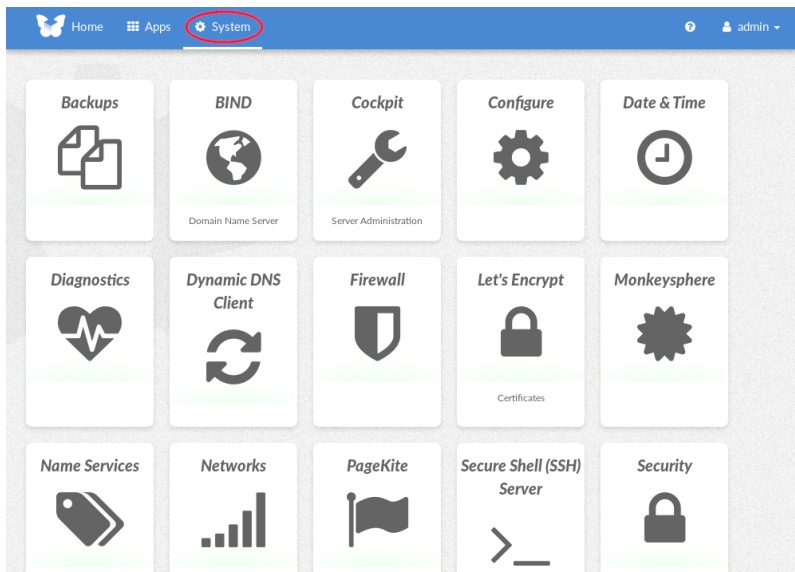 Home Apps System admin
Backups BIND Cockpit Configure Date & Time
Domain Name Server Server Administration
Diagnostics Dynamic DNS Client Firewall Let's Encrypt Monkeysphere
Certificates
Name Services Networks PageKite Secure Shell (SSH) Server Security